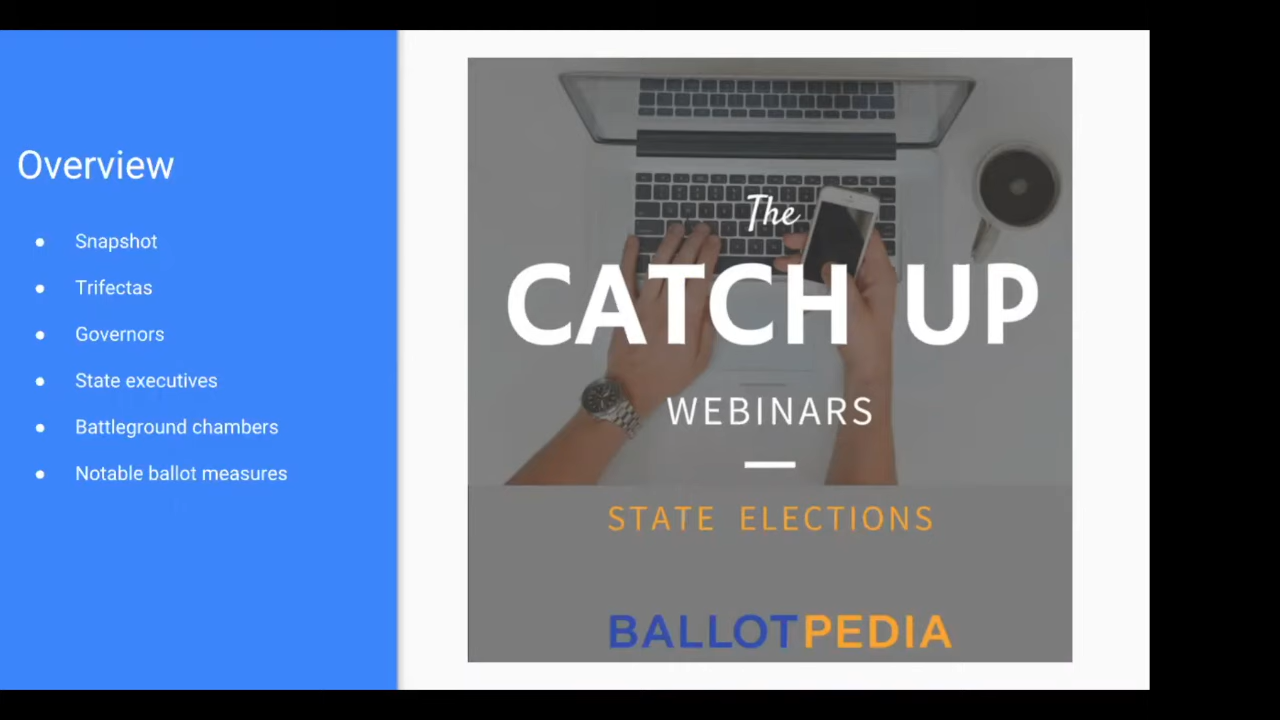 Overview
● Snapshot
● Trifectas
● Governors
● State executives
● Battleground chambers
● Notable ballot measures
The
CATCH UP
WEBINARS
STATE ELECTIONS
BALLOTPEDIA